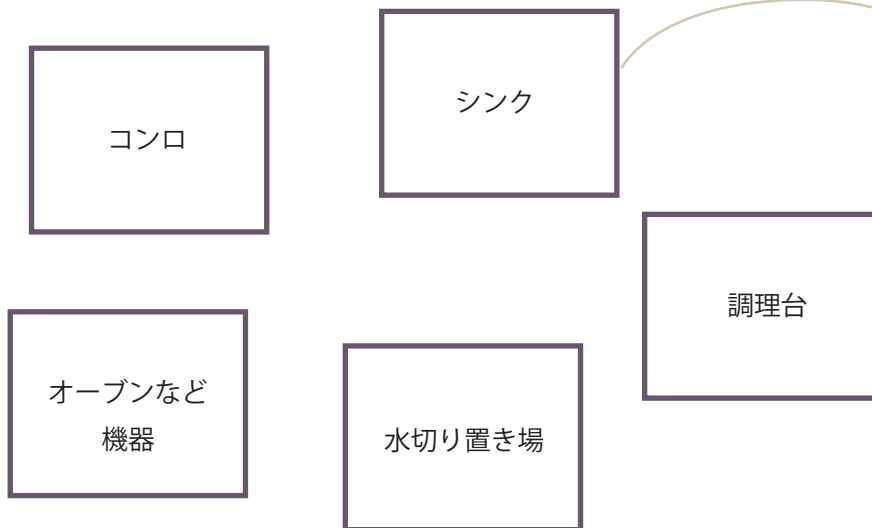 シンク
コンロ
調理台
オーブンなど
機器
水切り置き場